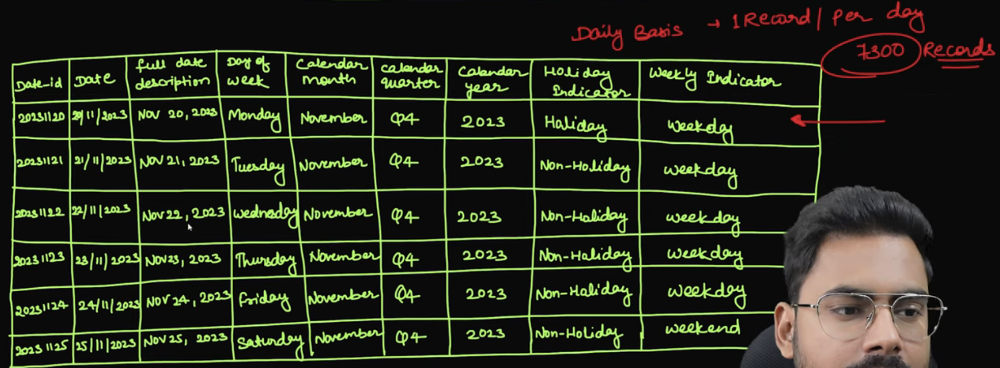 Daily Basis → 1 Record / Per day
7300 Records
Date-id | Date | full date description | Day of week | Calendar month | calendar quarter | Calendar year | Holiday Indicator | Weekly Indicator
20231120 | 20/11/2023 | NOV 20, 2023 | Monday | November | Q4 | 2023 | Haliday | weekday
20231121 | 21/11/2023 | NOV 21, 2023 | Tuesday | November | Q4 | 2023 | Non-Holiday | weekday
20231122 | 22/11/2023 | Nov 22, 2023 | wednesday | November | Q4 | 2023 | Non-Haliday | weekday
20231123 | 23/11/2023 | NOV 23, 2023 | Thursday | November | Q4 | 2023 | Non-Haliday | weekday
20231124 | 24/11/2023 | NOV 24, 2023 | Friday | November | Q4 | 2023 | Non-Haliday | weekday
20231125 | 25/11/2023 | NOV 25, 2023 | Saturday | November | Q4 | 2023 | Non-Holiday | weekend